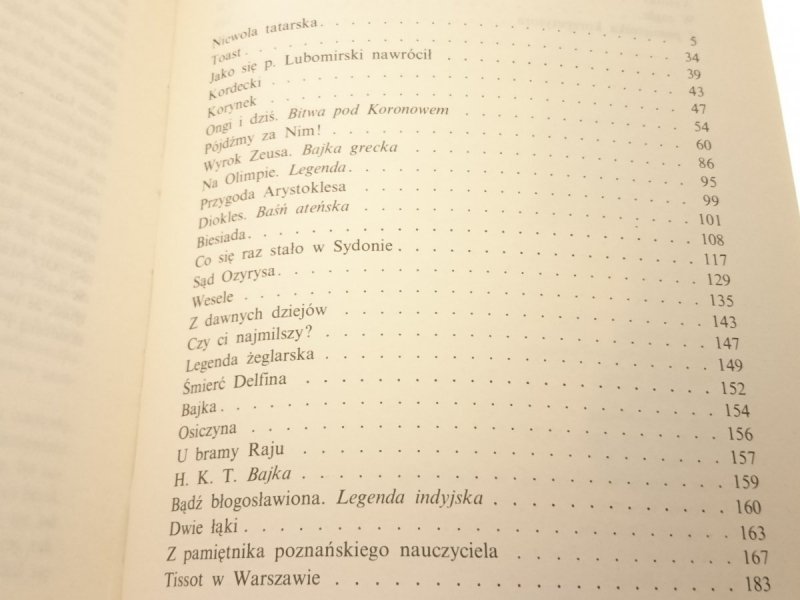 Niewola tatarska . . . 5
Toast . . . 34
Jako się p. Lubomirski nawrócił . . . 39
Kordecki . . . 43
Korynek . . . 47
Ongi i dziś. Bitwa pod Koronowem . . . 54
Pójdźmy za Nim! . . . 60
Wyrok Zeusa. Bajka grecka . . . 86
Na Olimpie. Legenda . . . 95
Przygoda Arystoklesa . . . 99
Diokles. Baśń ateńska . . . 101
Biesiada . . . 108
Co się raz stało w Sydonie . . . 117
Sąd Ozyrysa . . . 129
Wesele . . . 135
Z dawnych dziejów . . . 143
Czy ci najmilszy? . . . 147
Legenda żeglarska . . . 149
Śmierć Delfina . . . 152
Bajka . . . 154
Osiczyna . . . 156
U bramy Raju . . . 157
H. K. T. Bajka . . . 159
Bądź błogosławiona. Legenda indyjska . . . 160
Dwie łąki . . . 163
Z pamiętnika poznańskiego nauczyciela . . . 167
Tissot w Warszawie . . . 183